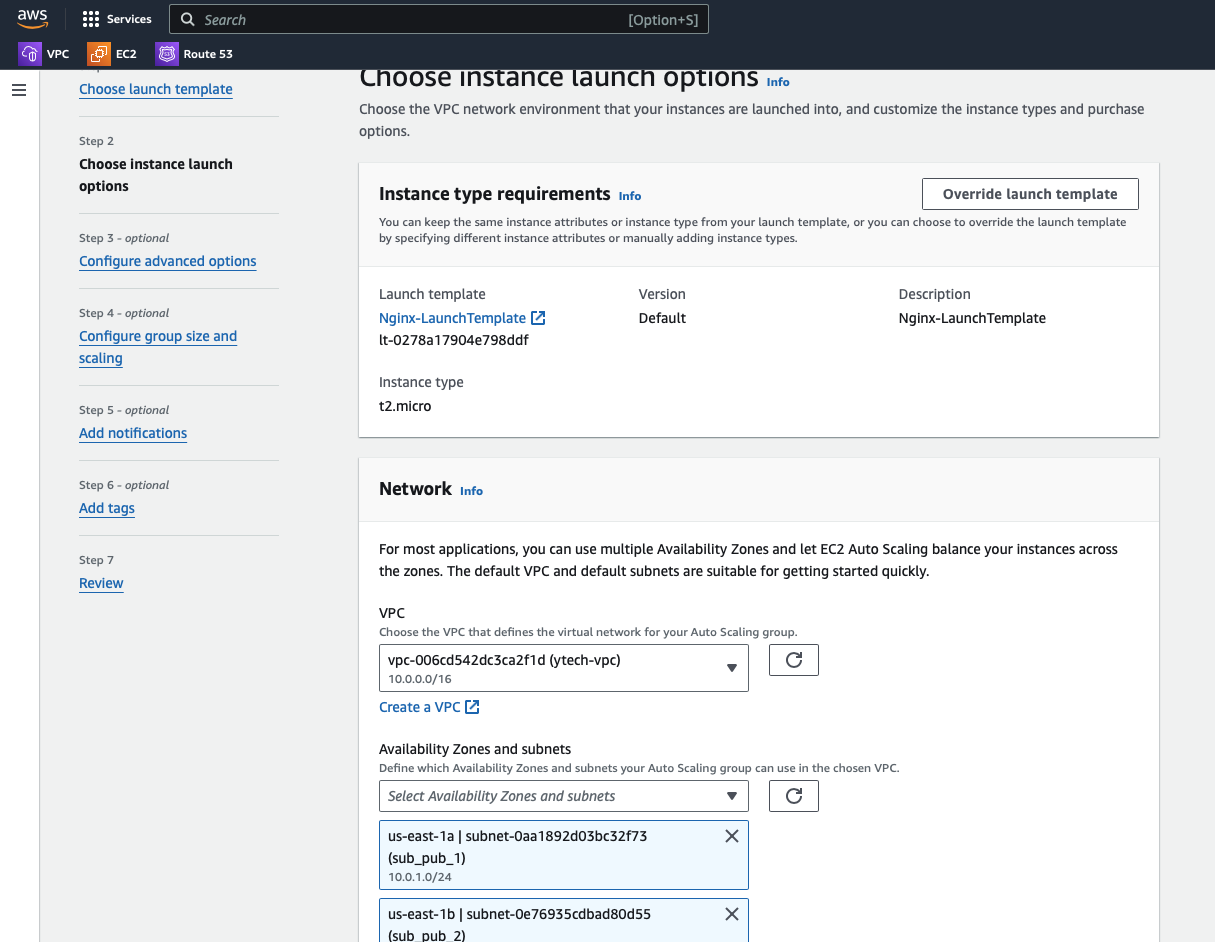 aws
Services
Search
[Option+S]
VPC
EC2
Route 53
Choose launch template
Step 2
Choose instance launch
options
Step 3 - optional
Configure advanced options
Step 4 - optional
Configure group size and
scaling
Step 5 - optional
Add notifications
Step 6 - optional
Add tags
Step 7
Review
Choose instance launch options Info
Choose the VPC network environment that your instances are launched into, and customize the instance types and purchase
options.
Instance type requirements Info
Override launch template
You can keep the same instance attributes or instance type from your launch template, or you can choose to override the launch template
by specifying different instance attributes or manually adding instance types.
Launch template
Nginx-LaunchTemplate
lt-0278a17904e798ddf
Version
Default
Description
Nginx-LaunchTemplate
Instance type
t2.micro
Network Info
For most applications, you can use multiple Availability Zones and let EC2 Auto Scaling balance your instances across
the zones. The default VPC and default subnets are suitable for getting started quickly.
VPC
Choose the VPC that defines the virtual network for your Auto Scaling group.
vpc-006cd542dc3ca2f1d (ytech-vpc)
10.0.0.0/16
Create a VPC
Availability Zones and subnets
Define which Availability Zones and subnets your Auto Scaling group can use in the chosen VPC.
Select Availability Zones and subnets
us-east-1a | subnet-0aa1892d03bc32f73
(sub_pub_1)
10.0.1.0/24
us-east-1b | subnet-0e76935cdbad80d55
(sub_pub_2)